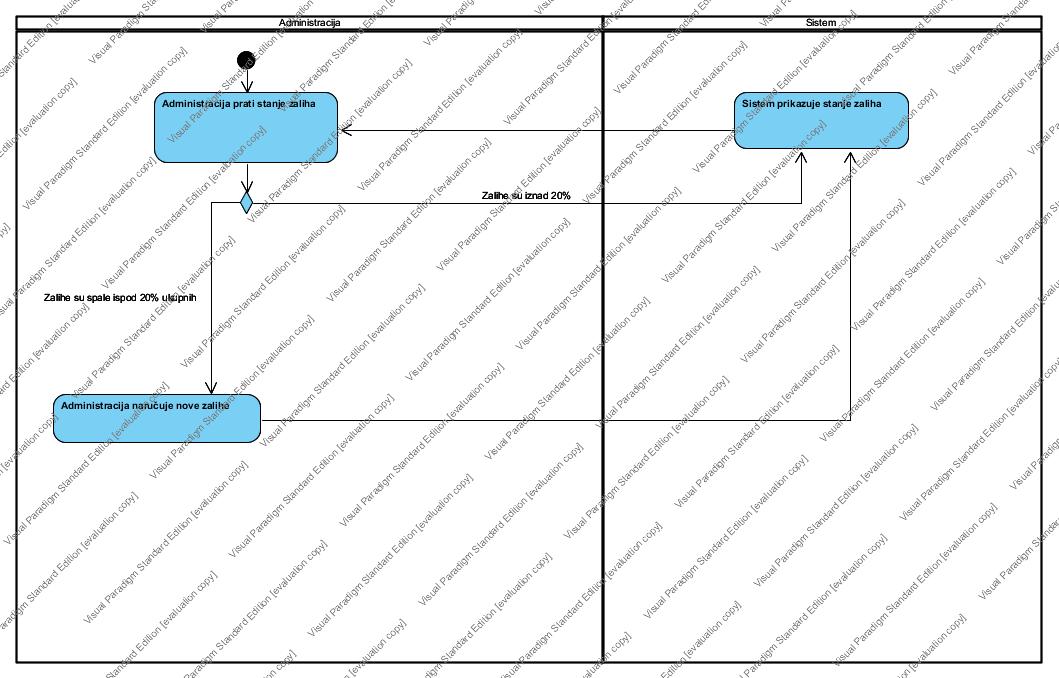 Administracija
Sistem
Administracija prati stanje zaliha
Sistem prikazuje stanje zaliha
Zalihe su iznad 20%
Zalihe su spale ispod 20% ukupnih
Administracija naručuje nove zalihe
Visual Paradigm Standard Edition [evaluation copy]